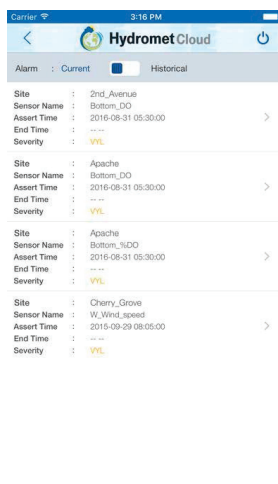 Carrier 3:16 PM
Hydromet Cloud
Alarm : Current Historical
Site : 2nd_Avenue
Sensor Name : Bottom_DO
Assert Time : 2016-08-31 05:30:00
End Time : -- --
Severity : VYL
Site : Apache
Sensor Name : Bottom_DO
Assert Time : 2016-08-31 05:30:00
End Time : -- --
Severity : VYL
Site : Apache
Sensor Name : Bottom_%DO
Assert Time : 2016-08-31 05:30:00
End Time : -- --
Severity : VYL
Site : Cherry_Grove
Sensor Name : W_Wind_speed
Assert Time : 2015-09-29 08:05:00
End Time : -- --
Severity : VYL